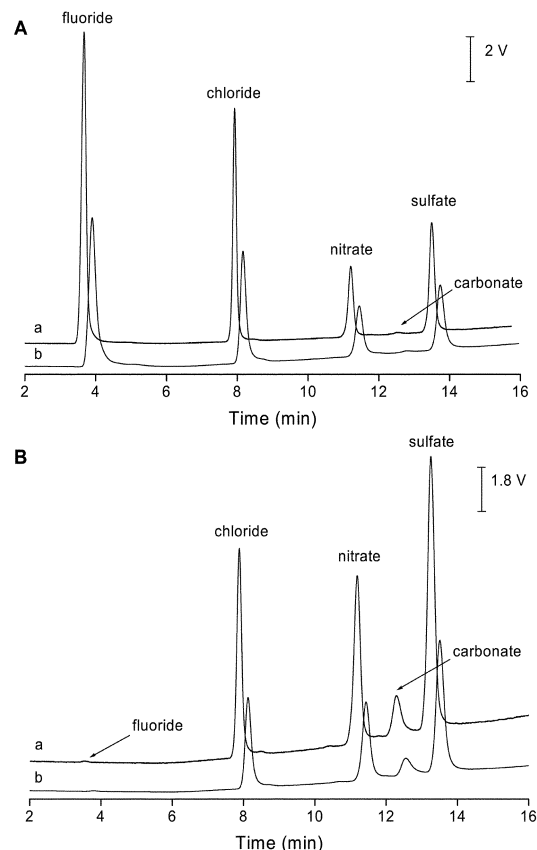 A
fluoride
2 V
chloride
sulfate
nitrate
carbonate
a
b
2 4 6 8 10 12 14 16
Time (min)
B
sulfate
1.8 V
chloride
nitrate
carbonate
fluoride
a
b
2 4 6 8 10 12 14 16
Time (min)